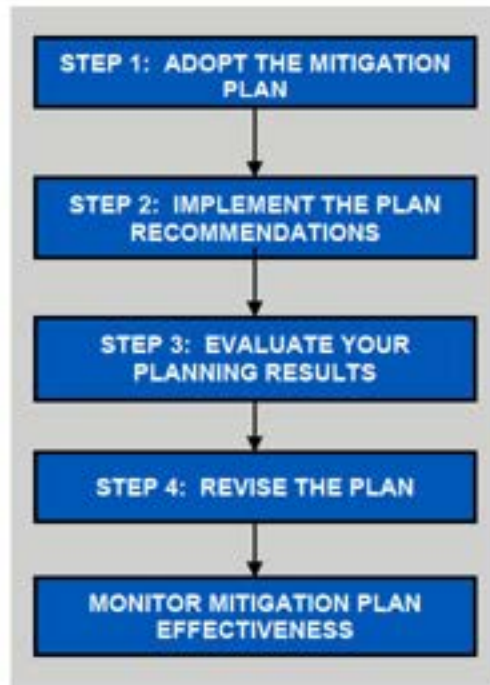 STEP 1: ADOPT THE MITIGATION
PLAN
STEP 2: IMPLEMENT THE PLAN
RECOMMENDATIONS
STEP 3: EVALUATE YOUR
PLANNING RESULTS
STEP 4: REVISE THE PLAN
MONITOR MITIGATION PLAN
EFFECTIVENESS